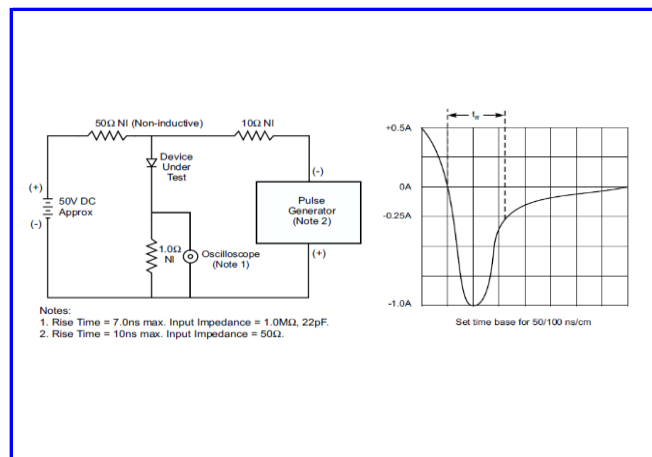 50Ω NI (Non-inductive)
10Ω NI
Device
Under
Test
(+)
50V DC
Approx
(-)
1.0Ω
NI
Oscilloscope
(Note 1)
(-)
Pulse
Generator
(Note 2)
(+)
Notes:
1. Rise Time = 7.0ns max. Input Impedance = 1.0MΩ, 22pF.
2. Rise Time = 10ns max. Input Impedance = 50Ω.
trr
+0.5A
0A
-0.25A
-1.0A
Set time base for 50/100 ns/cm